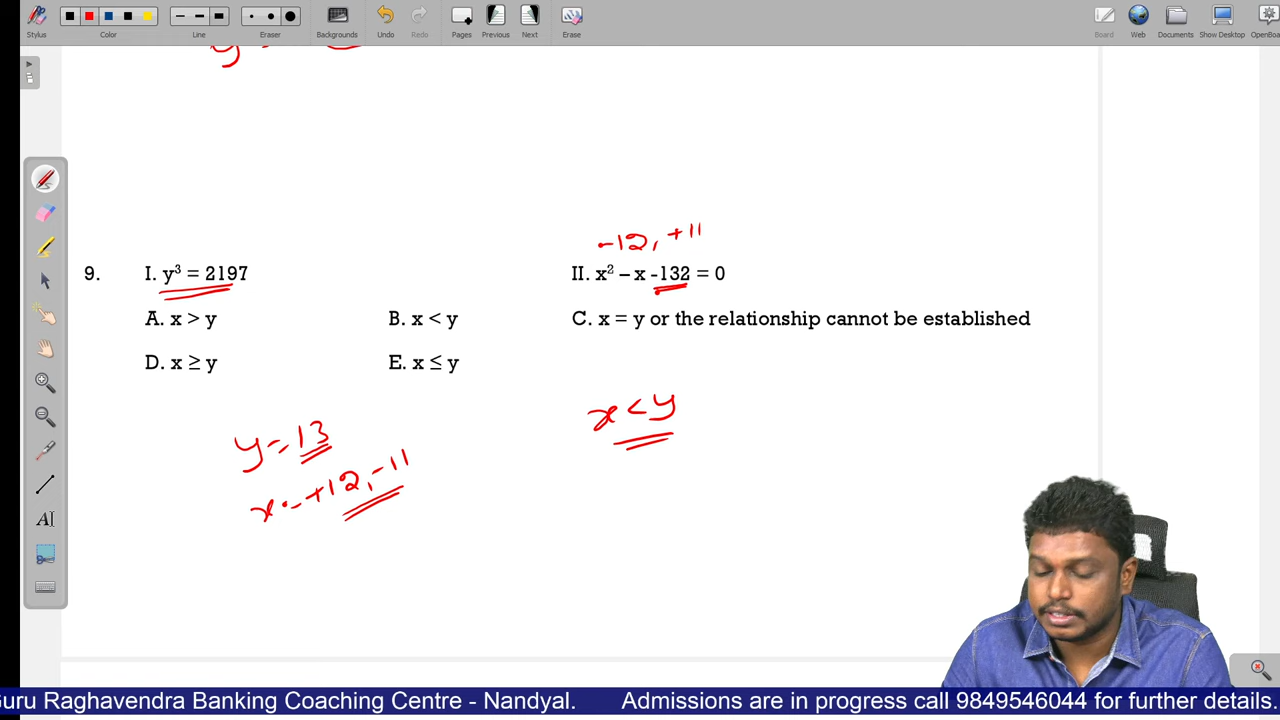 Stylus
Color
Line
Eraser
Backgrounds
Undo
Redo
Pages
Previous
Next
Erase
Board
Web
Documents
Show Desktop
OpenBoa
y =
-12, +11
9. I. y³ = 2197 II. x² – x -132 = 0
A. x > y B. x < y C. x = y or the relationship cannot be established
D. x ≥ y E. x ≤ y
x < y
y = 13
x = +12, -11
Guru Raghavendra Banking Coaching Centre - Nandyal. Admissions are in progress call 9849546044 for further details.